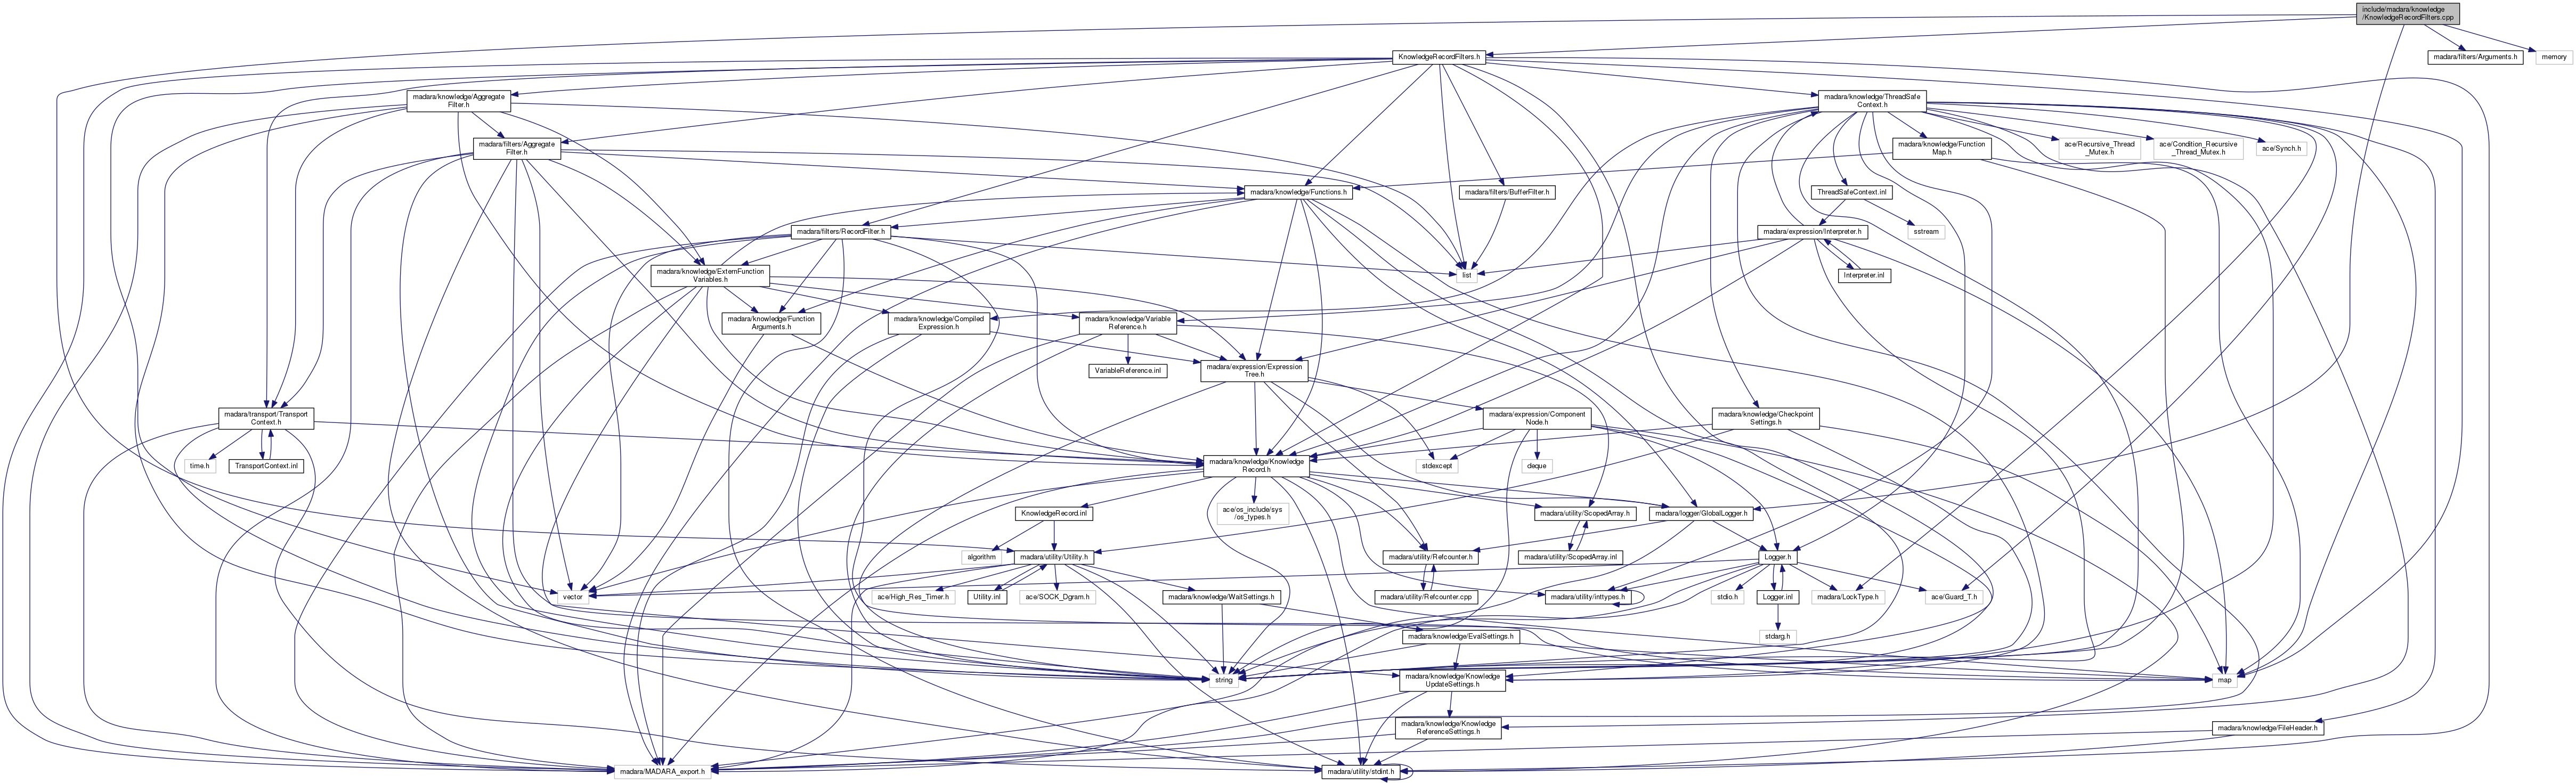 include/madara/knowledge
/KnowledgeRecordFilters.cpp
KnowledgeRecordFilters.h
madara/filters/Arguments.h
memory
madara/knowledge/Aggregate
Filter.h
madara/knowledge/ThreadSafe
Context.h
madara/filters/Aggregate
Filter.h
madara/knowledge/Function
Map.h
ace/Recursive_Thread
_Mutex.h
ace/Condition_Recursive
_Thread_Mutex.h
ace/Synch.h
madara/knowledge/Functions.h
madara/filters/BufferFilter.h
ThreadSafeContext.inl
madara/filters/RecordFilter.h
madara/expression/Interpreter.h
sstream
madara/knowledge/ExternFunction
Variables.h
list
Interpreter.inl
madara/knowledge/Function
Arguments.h
madara/knowledge/Compiled
Expression.h
madara/knowledge/Variable
Reference.h
VariableReference.inl
madara/expression/Expression
Tree.h
madara/transport/Transport
Context.h
madara/expression/Component
Node.h
madara/knowledge/Checkpoint
Settings.h
time.h
TransportContext.inl
madara/knowledge/Knowledge
Record.h
stdexcept
deque
KnowledgeRecord.inl
ace/os_include/sys
/os_types.h
madara/utility/ScopedArray.h
madara/logger/GlobalLogger.h
algorithm
madara/utility/Utility.h
madara/utility/ScopedArray.inl
madara/utility/Refcounter.h
Logger.h
vector
ace/High_Res_Timer.h
Utility.inl
ace/SOCK_Dgram.h
madara/knowledge/WaitSettings.h
madara/utility/Refcounter.cpp
madara/utility/inttypes.h
stdio.h
Logger.inl
madara/LockType.h
ace/Guard_T.h
madara/knowledge/EvalSettings.h
stdarg.h
string
madara/knowledge/Knowledge
UpdateSettings.h
map
madara/knowledge/Knowledge
ReferenceSettings.h
madara/knowledge/FileHeader.h
madara/MADARA_export.h
madara/utility/stdint.h